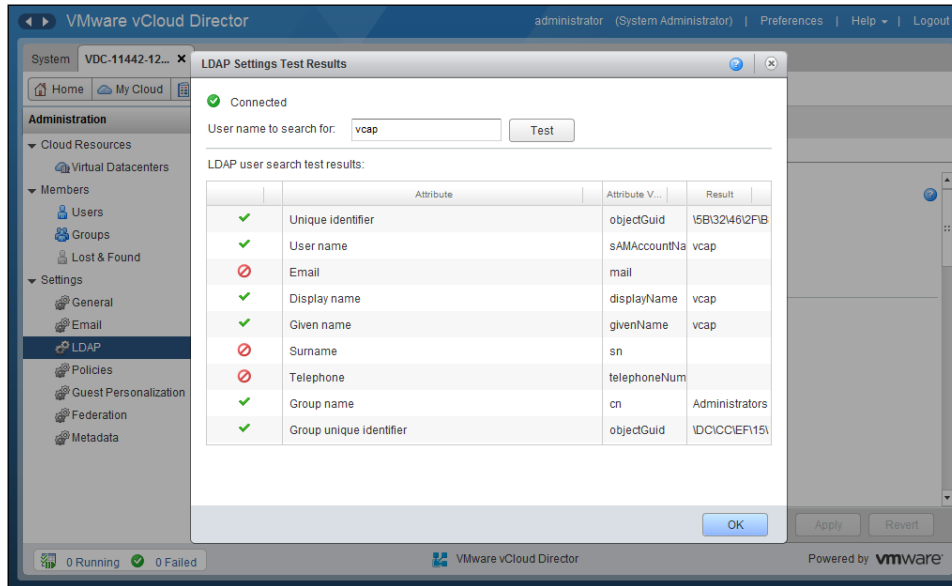 VMware vCloud Director
administrator (System Administrator) | Preferences | Help | Logout
System
VDC-11442-12...
Home
My Cloud
LDAP Settings Test Results
Connected
User name to search for:
vcap
Test
LDAP user search test results:
Attribute
Attribute V...
Result
Unique identifier objectGuid \5B\32\46\2F\B
User name sAMAccountNa vcap
Email mail
Display name displayName vcap
Given name givenName vcap
Surname sn
Telephone telephoneNum
Group name cn Administrators
Group unique identifier objectGuid \DC\CC\EF\15\
OK
Administration
Cloud Resources
Virtual Datacenters
Members
Users
Groups
Lost & Found
Settings
General
Email
LDAP
Policies
Guest Personalization
Federation
Metadata
Apply
Revert
0 Running
0 Failed
VMware vCloud Director
Powered by vmware